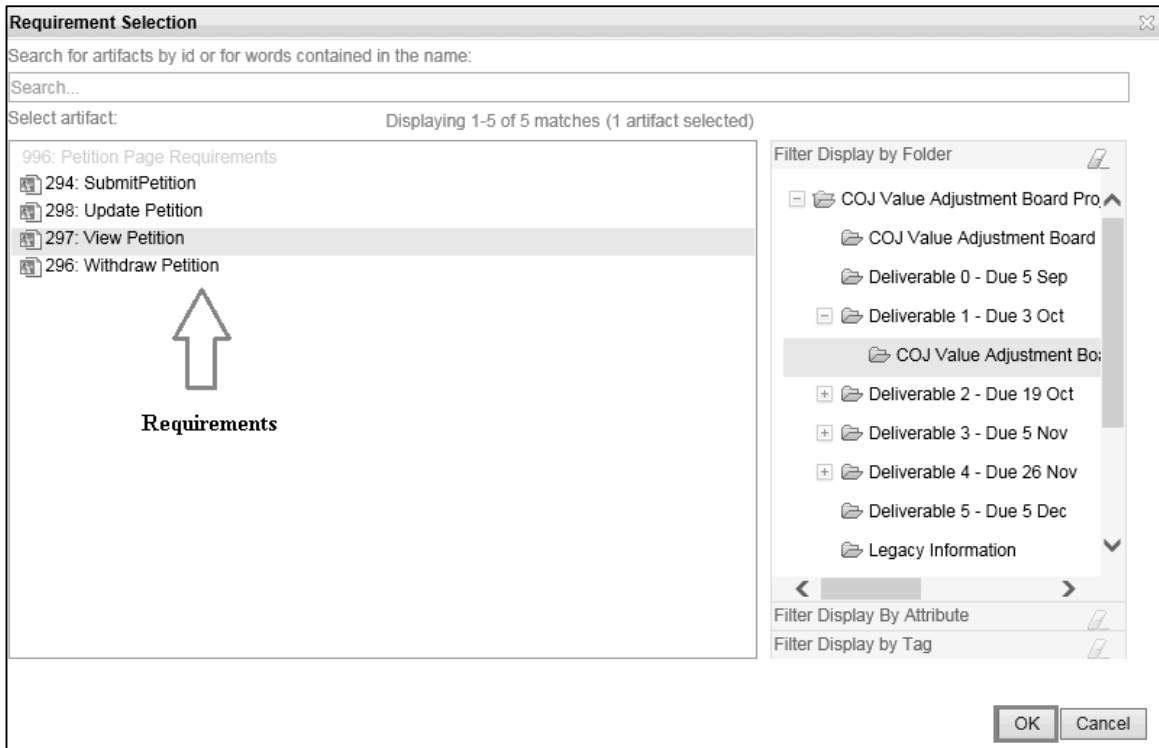 Requirement Selection
Search for artifacts by id or for words contained in the name:
Search...
Select artifact:
Displaying 1-5 of 5 matches (1 artifact selected)
996: Petition Page Requirements
294: SubmitPetition
298: Update Petition
297: View Petition
296: Withdraw Petition
Requirements
Filter Display by Folder
COJ Value Adjustment Board Proj
COJ Value Adjustment Board
Deliverable 0 - Due 5 Sep
Deliverable 1 - Due 3 Oct
COJ Value Adjustment Boa
Deliverable 2 - Due 19 Oct
Deliverable 3 - Due 5 Nov
Deliverable 4 - Due 26 Nov
Deliverable 5 - Due 5 Dec
Legacy Information
Filter Display By Attribute
Filter Display by Tag
OK
Cancel